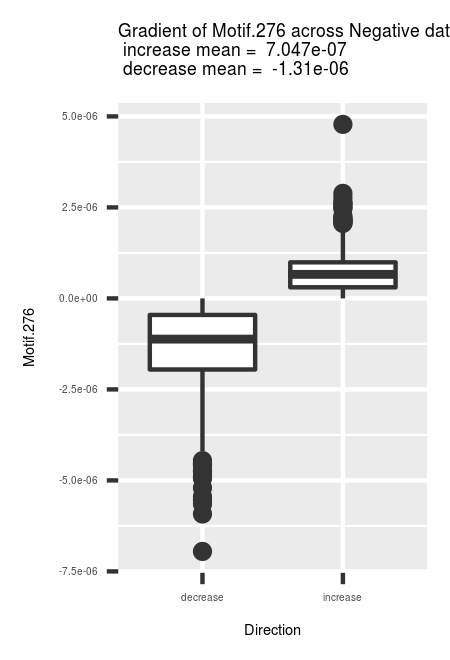 Gradient of Motif.276 across Negative dat
increase mean =  7.047e-07
decrease mean =  -1.31e-06
5.0e-06
2.5e-06
0.0e+00
-2.5e-06
-5.0e-06
-7.5e-06
Motif.276
decrease
increase
Direction